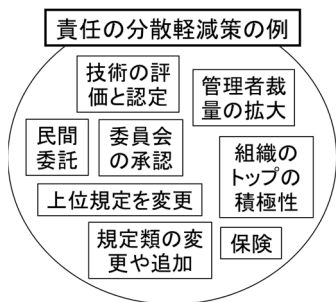 責任の分散軽減策の例
技術の評
価と認定
管理者裁
量の拡大
民間
委託
委員会
の承認
組織の
トップの
積極性
上位規定を変更
規定類の変
更や追加
保険